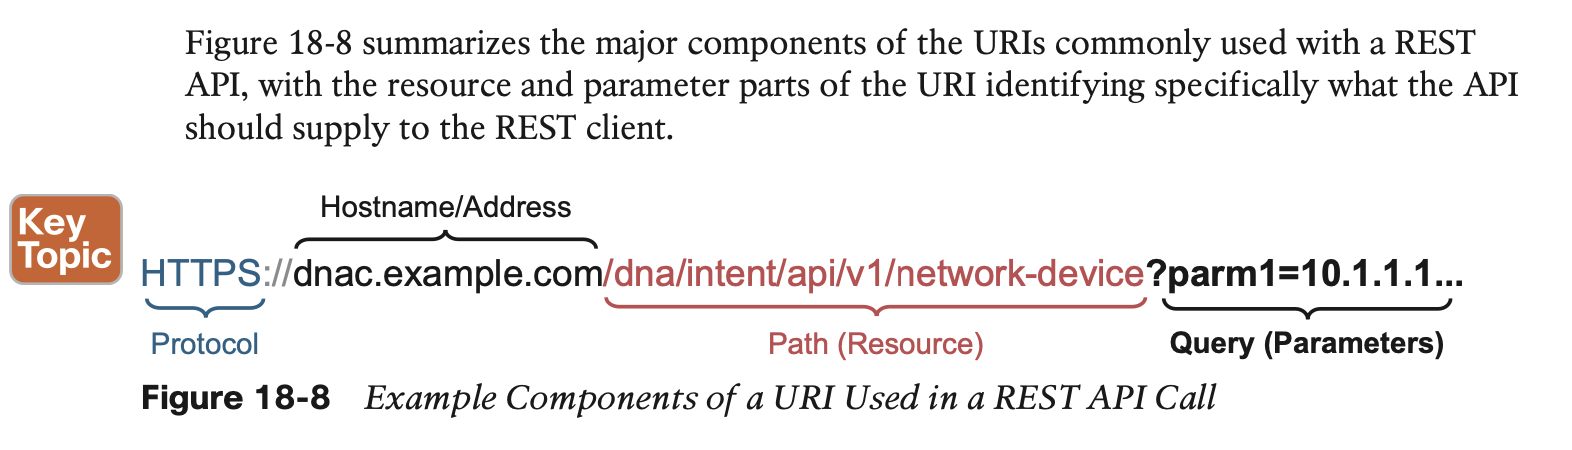 Figure 18-8 summarizes the major components of the URIs commonly used with a REST
API, with the resource and parameter parts of the URI identifying specifically what the API
should supply to the REST client.
Key
Topic
Hostname/Address
HTTPS://dnac.example.com/dna/intent/api/v1/network-device?parm1=10.1.1.1...
Protocol
Path (Resource)
Query (Parameters)
Figure 18-8 Example Components of a URI Used in a REST API Call